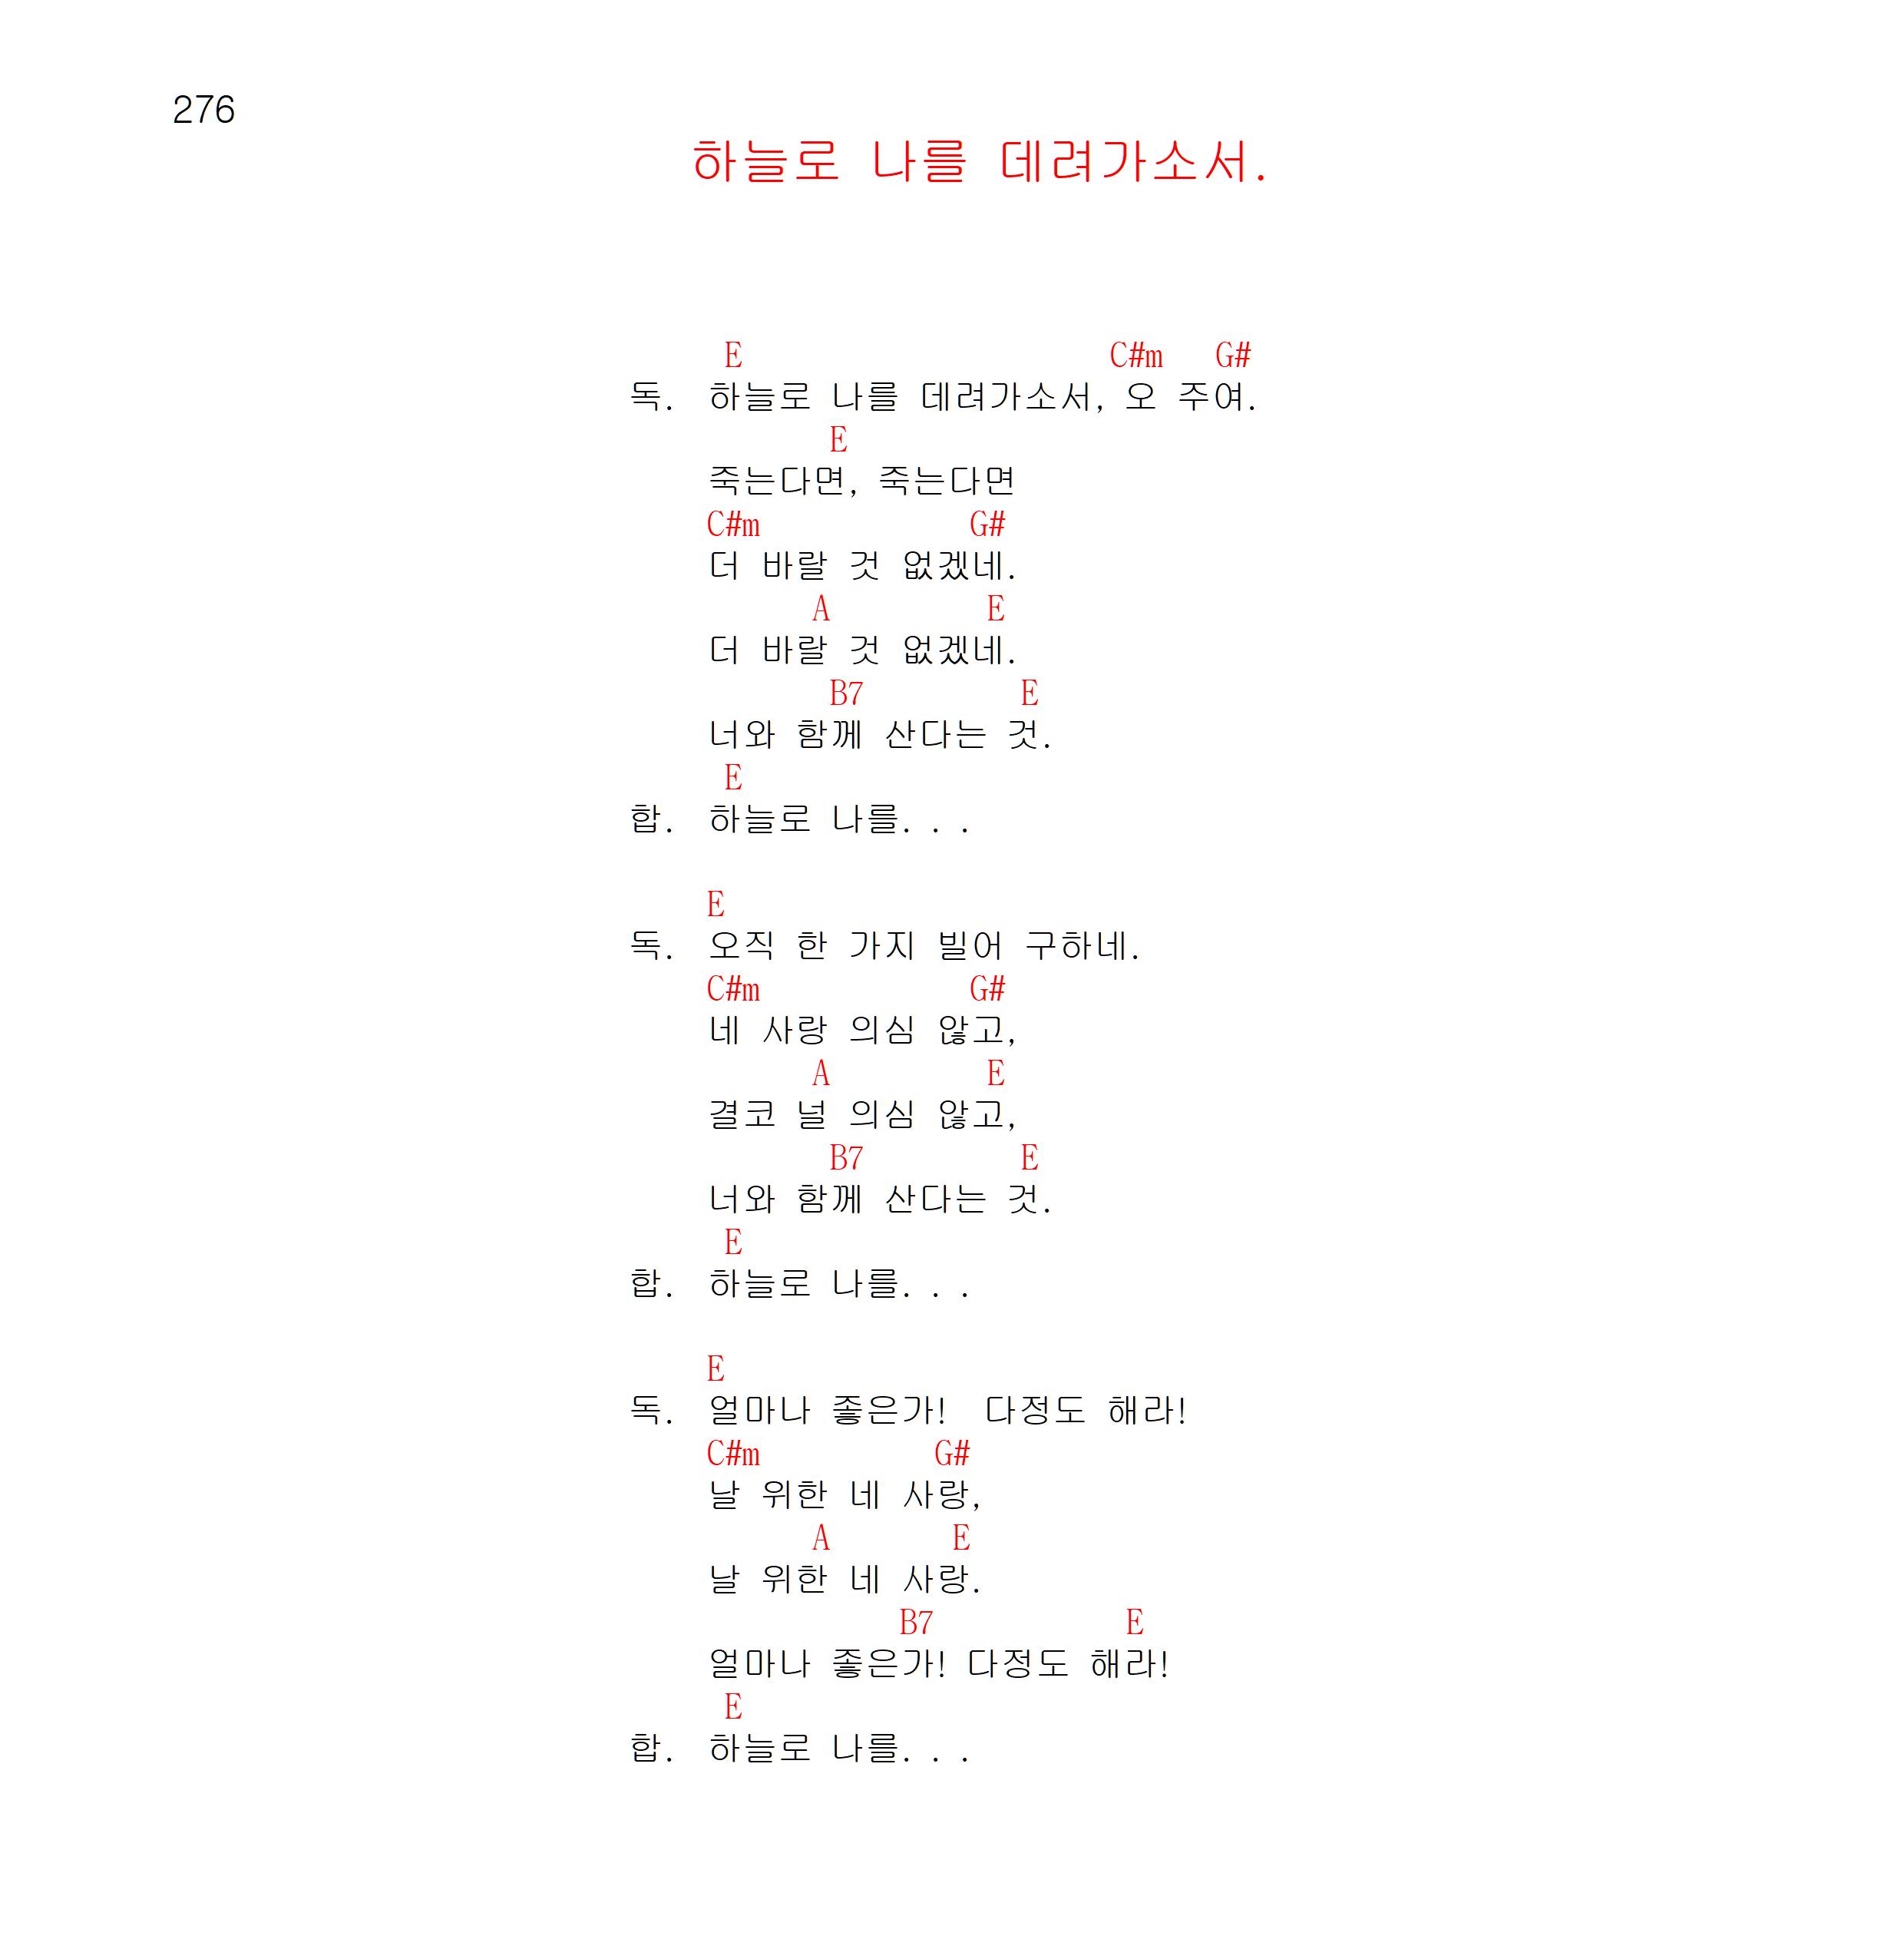 276
하늘로 나를 데려가소서.
E C#m G#
독. 하늘로 나를 데려가소서, 오 주여.
E
죽는다면, 죽는다면
C#m G#
더 바랄 것 없겠네.
A E
더 바랄 것 없겠네.
B7 E
너와 함께 산다는 것.
E
합. 하늘로 나를. . .
E
독. 오직 한 가지 빌어 구하네.
C#m G#
네 사랑 의심 않고,
A E
결코 널 의심 않고,
B7 E
너와 함께 산다는 것.
E
합. 하늘로 나를. . .
E
독. 얼마나 좋은가! 다정도 해라!
C#m G#
날 위한 네 사랑,
A E
날 위한 네 사랑.
B7 E
얼마나 좋은가! 다정도 해라!
E
합. 하늘로 나를. . .